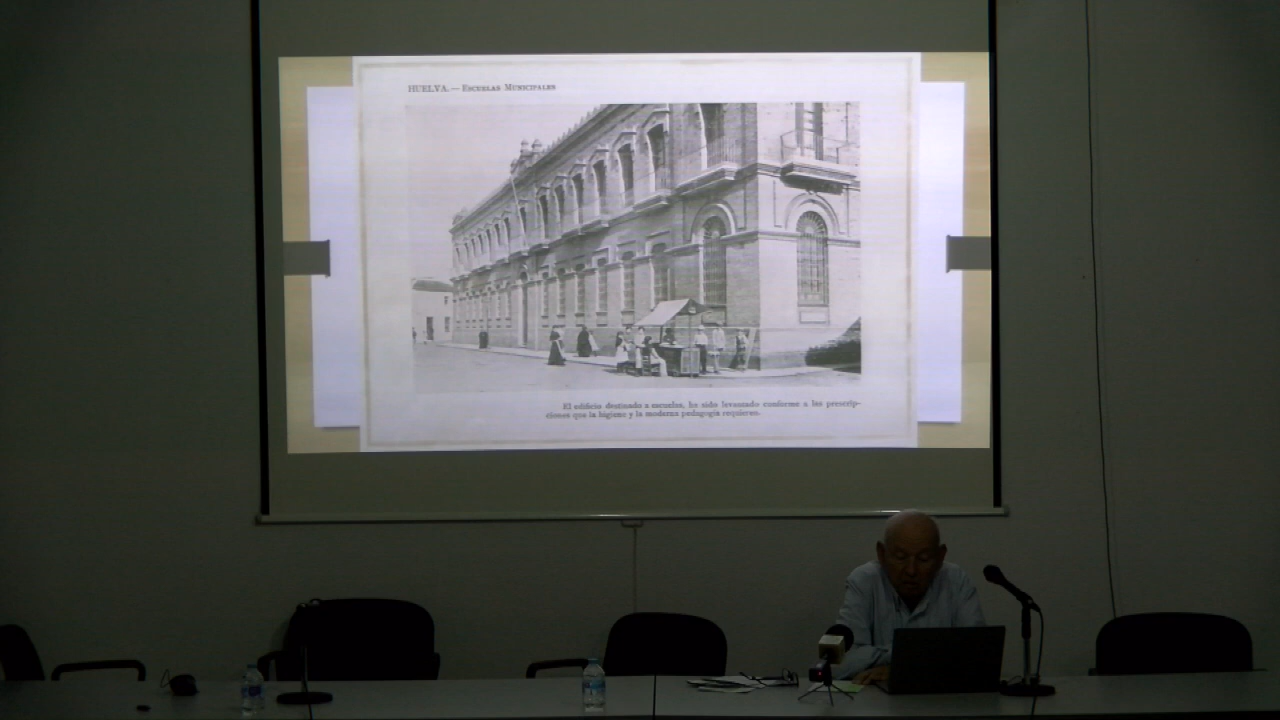 HUELVA.— ESCUELAS MUNICIPALES
El edificio destinado a escuelas, ha sido levantado conforme a las prescrip-
ciones que la higiene y la moderna pedagogía requieren.